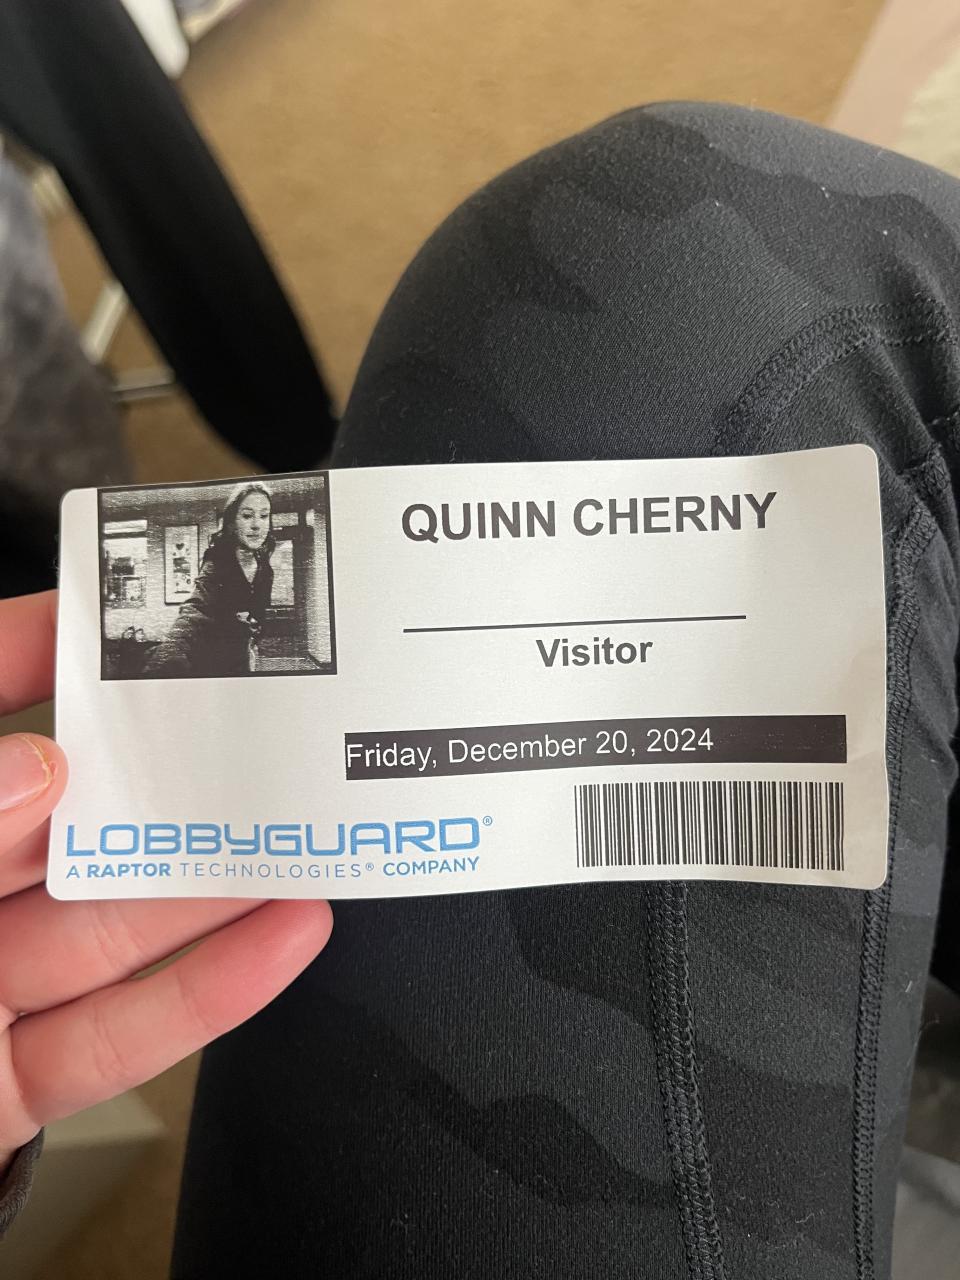 QUINN CHERNY
Visitor
Friday, December 20, 2024
LOBBYGUARD®
A RAPTOR TECHNOLOGIES® COMPANY